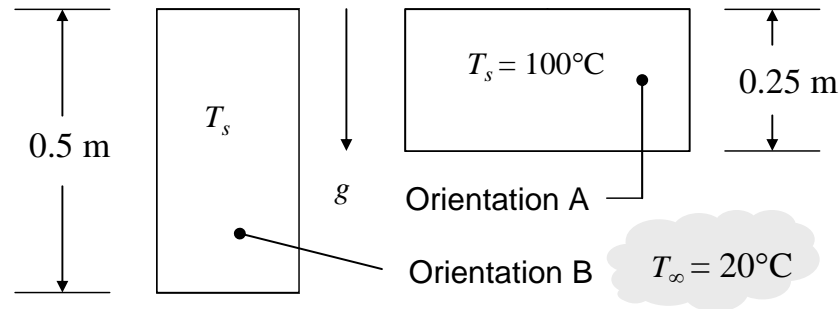 0.5 m
T_s
g
T_s = 100°C
0.25 m
Orientation A
Orientation B
T_∞ = 20°C